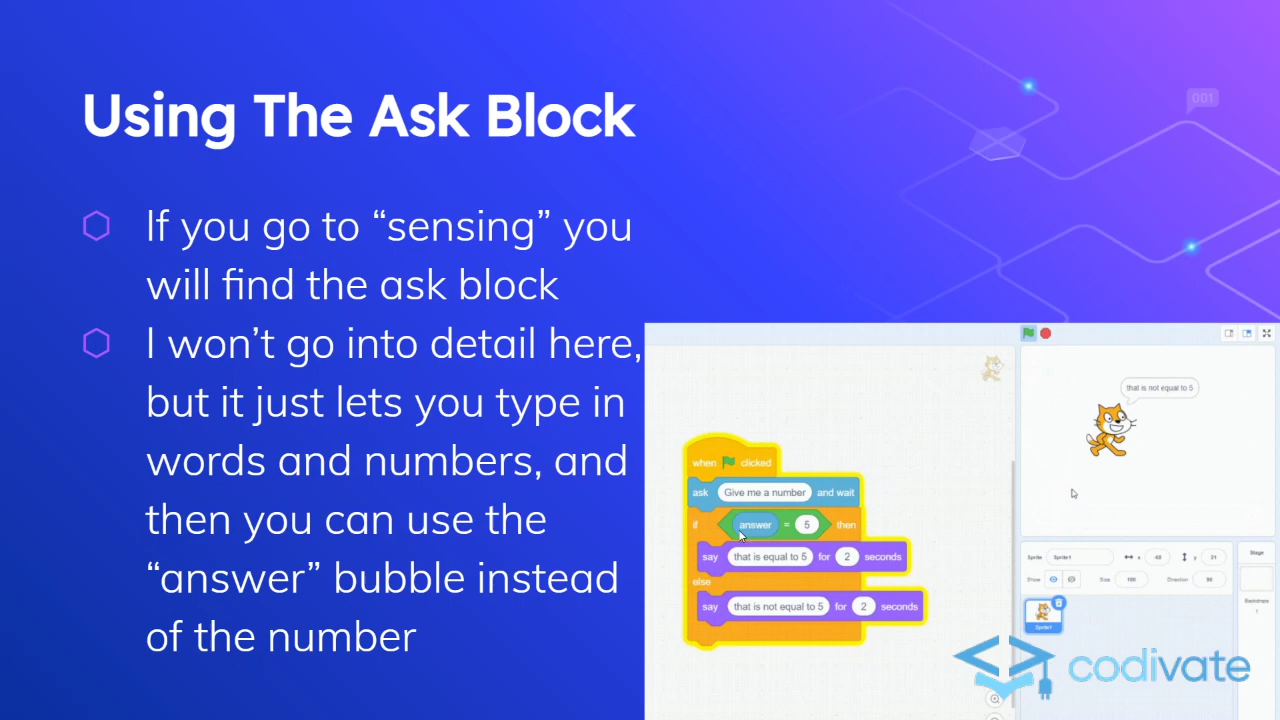 Using The Ask Block
001
If you go to “sensing” you
will find the ask block
I won’t go into detail here,
but it just lets you type in
words and numbers, and
then you can use the
“answer” bubble instead
of the number
when clicked
ask Give me a number and wait
if answer = 5 then
say that is equal to 5 for 2 seconds
else
say that is not equal to 5 for 2 seconds
that is not equal to 5
Sprite Sprite1 x 48 y 21
Show Size 100 Direction 90
Sprite1
Stage
Backdrops
1
codivate